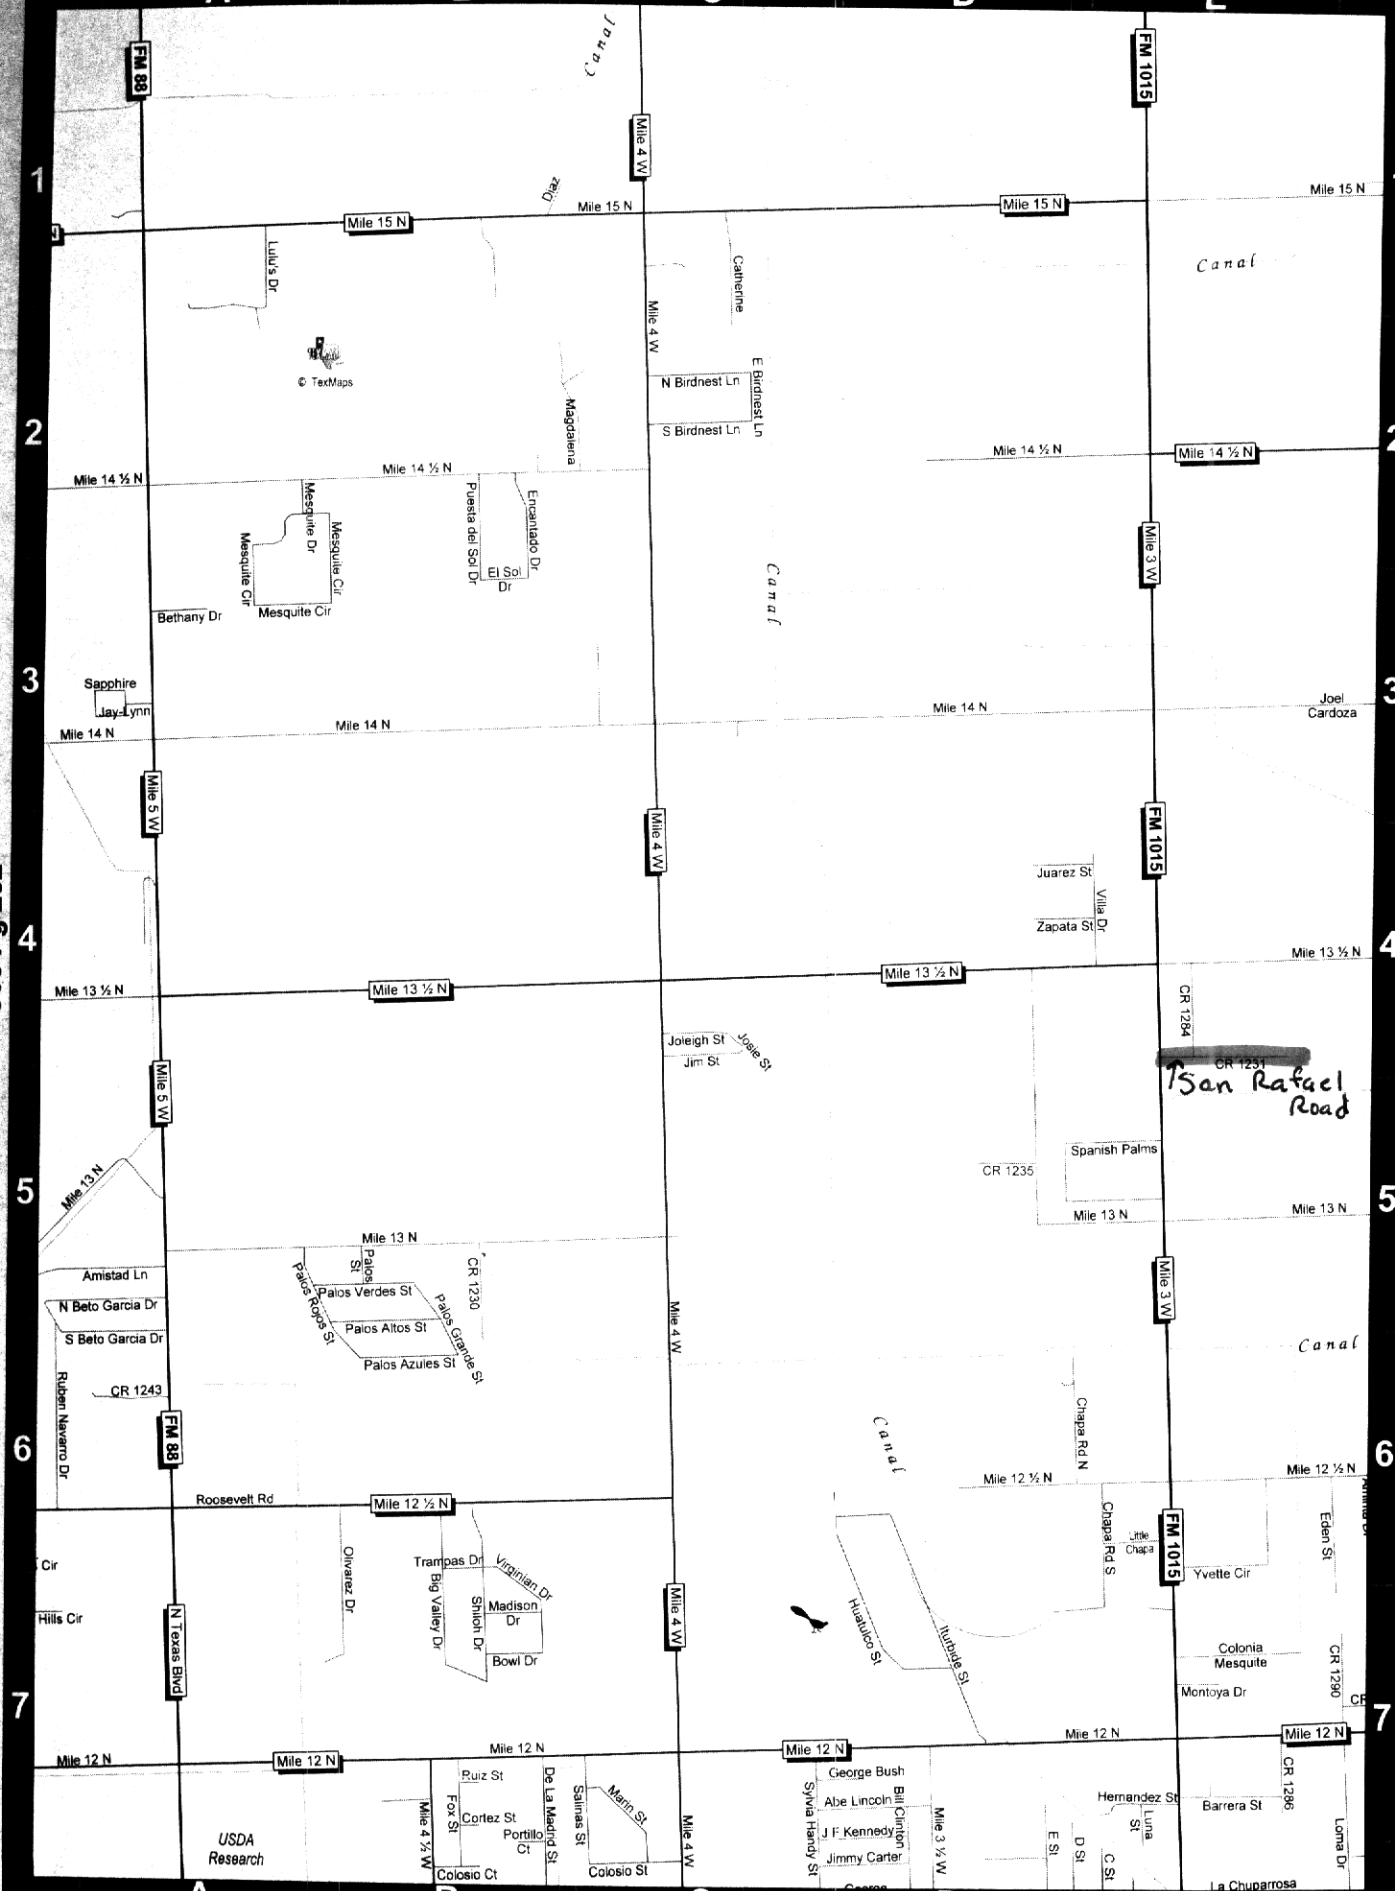 FM 88
Canal
Mile 4 W
FM 1015
1
Diaz
Mile 15 N
Mile 15 N
Mile 15 N
Mile 15 N
Lulu's Dr
Catherine
Canal
Mile 4 W
© TexMaps
N Birdnest Ln
E Birdnest Ln
S Birdnest Ln
Magdalena
2
2
Mile 14 ½ N
Mile 14 ½ N
Mile 14 ½ N
Mile 14 ½ N
Mesquite Dr
Mesquite Cir
Mesquite Cir
Mesquite Cir
Puesta del Sol Dr
Encantado Dr
El Sol
Dr
Mile 3 W
Canal
Bethany Dr
3
3
Sapphire
Jay-Lynn
Mile 14 N
Mile 14 N
Mile 14 N
Joel
Cardoza
Mile 5 W
Mile 4 W
FM 1015
Juarez St
Villa Dr
Zapata St
4
4
Mile 13 ½ N
Mile 13 ½ N
Mile 13 ½ N
Mile 13 ½ N
CR 1284
Joleigh St
Josie St
Jim St
CR 1231
↑San Rafael
Road
Mile 5 W
Mile 13 N
Spanish Palms
CR 1235
5
5
Mile 13 N
Mile 13 N
Mile 13 N
Amistad Ln
N Beto Garcia Dr
S Beto Garcia Dr
Palos
St
Palos Rojos St
Palos Verdes St
Palos Altos St
Palos Azules St
Palos Grande St
CR 1230
Mile 4 W
Mile 3 W
Canal
Ruben Navarro Dr
CR 1243
FM 88
Chapa Rd N
Canal
6
6
Mile 12 ½ N
Mile 12 ½ N
Roosevelt Rd
Mile 12 ½ N
Chapa Rd S
Little
Chapa
FM 1015
Eden St
Yvette Cir
Cir
Hills Cir
Olivarez Dr
Trampas Dr
Virginian Dr
Big Valley Dr
Shiloh Dr
Madison
Dr
Bowl Dr
N Texas Blvd
Mile 4 W
Huatulco St
Iturbide St
Colonia
Mesquite
CR 1290
Montoya Dr
7
7
Mile 12 N
Mile 12 N
Mile 12 N
Mile 12 N
Mile 12 N
Mile 12 N
Ruiz St
Fox St
Cortez St
Portillo
Ct
Colosio Ct
Mile 4 ½ W
De La Madrid St
Salinas St
Marin St
Colosio St
Mile 4 W
George Bush
Abe Lincoln
J F Kennedy
Jimmy Carter
Sylvia Handy St
Bill Clinton
Mile 3 ½ W
Hernandez St
Luna
St
E St
D St
C St
Barrera St
CR 1286
Loma Dr
La Chuparrosa
USDA
Research